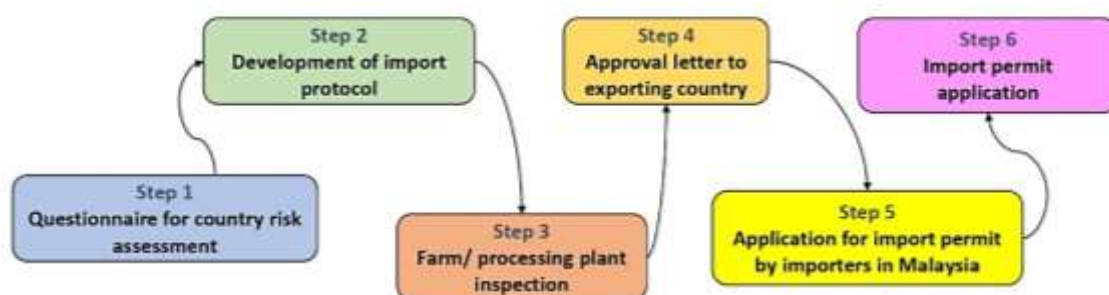 Step 1
Questionnaire for country risk
assessment
Step 2
Development of import
protocol
Step 3
Farm/ processing plant
inspection
Step 4
Approval letter to
exporting country
Step 5
Application for import permit
by importers in Malaysia
Step 6
Import permit
application